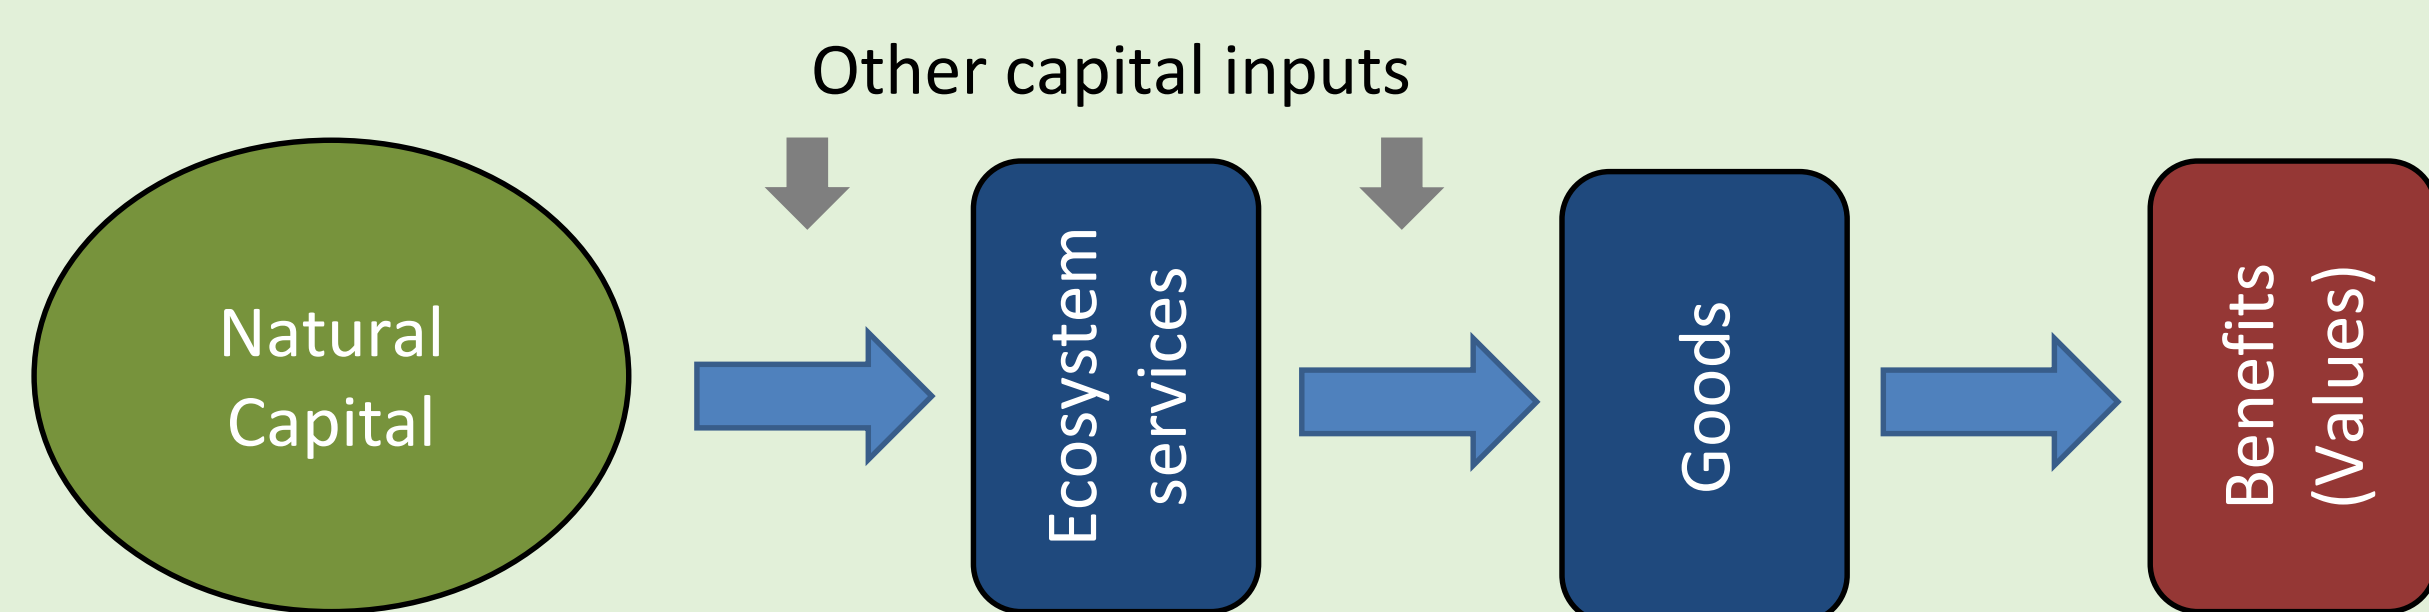 Other capital inputs
Natural
Capital
Ecosystem
services
Goods
Benefits
(Values)